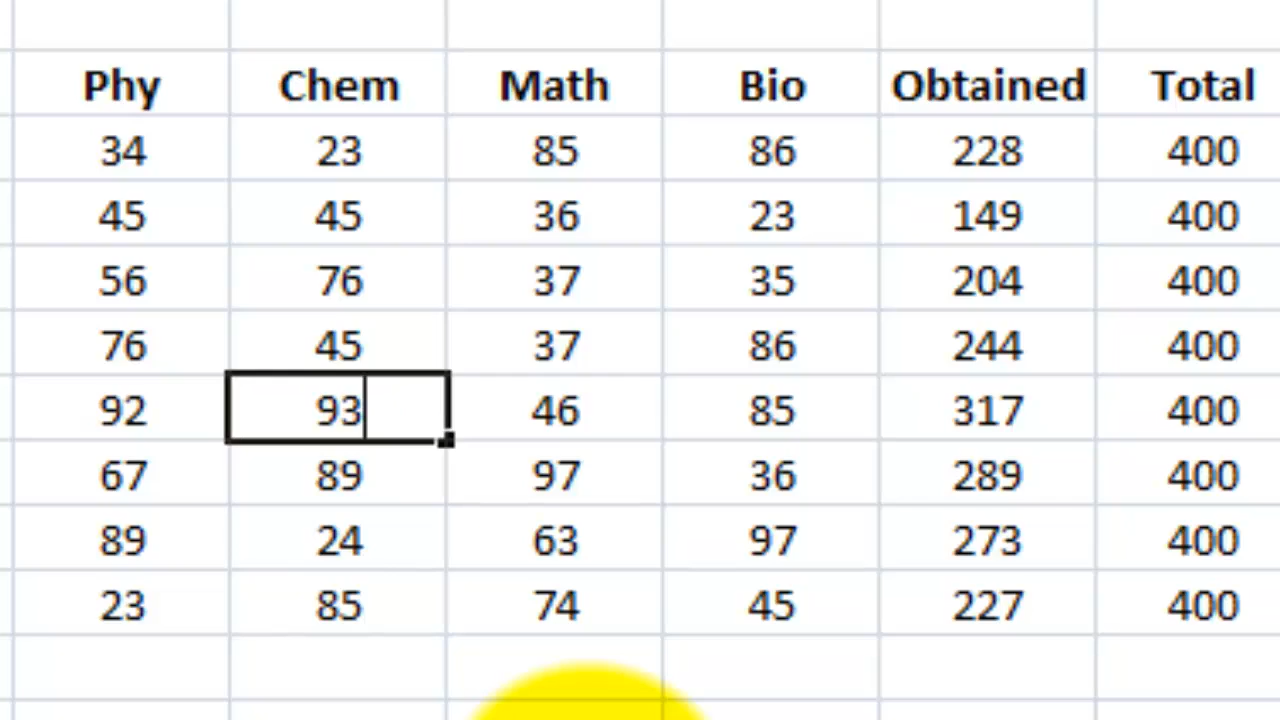 Phy Chem Math Bio Obtained Total
34 23 85 86 228 400
45 45 36 23 149 400
56 76 37 35 204 400
76 45 37 86 244 400
92 93 46 85 317 400
67 89 97 36 289 400
89 24 63 97 273 400
23 85 74 45 227 400